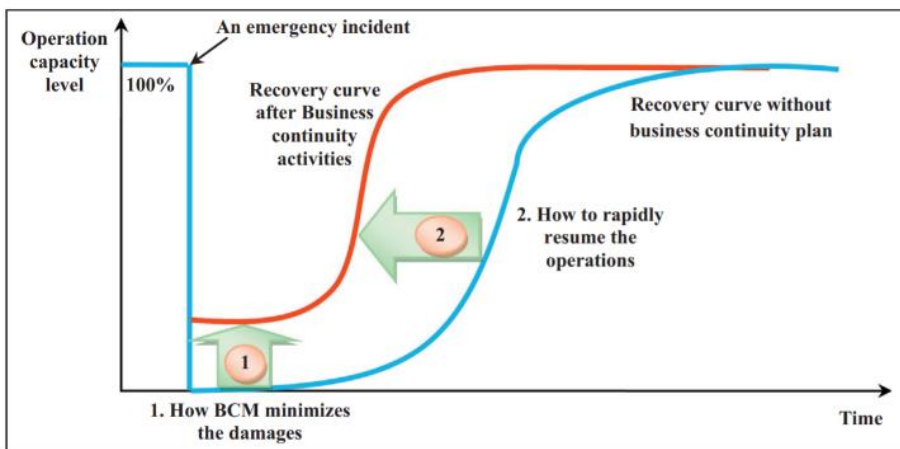 Operation
capacity
level
An emergency incident
100%
Recovery curve
after Business
continuity
activities
Recovery curve without
business continuity plan
2. How to rapidly
resume the
operations
2
1
1. How BCM minimizes
the damages
Time